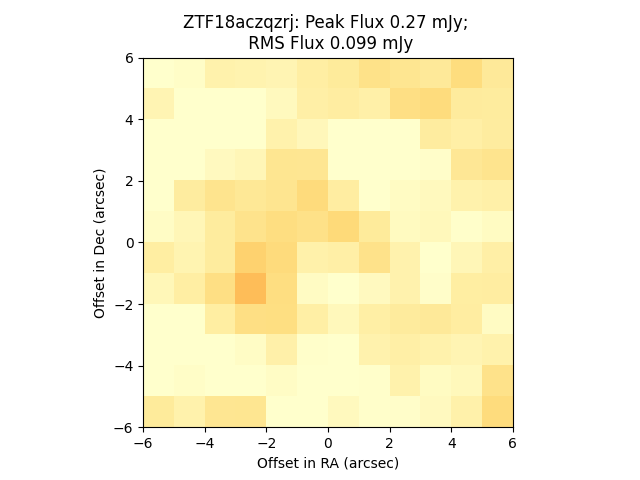 ZTF18aczqzrj: Peak Flux 0.27 mJy;
RMS Flux 0.099 mJy
6
4
2
0
−2
−4
−6
Offset in Dec (arcsec)
−6 −4 −2 0 2 4 6
Offset in RA (arcsec)